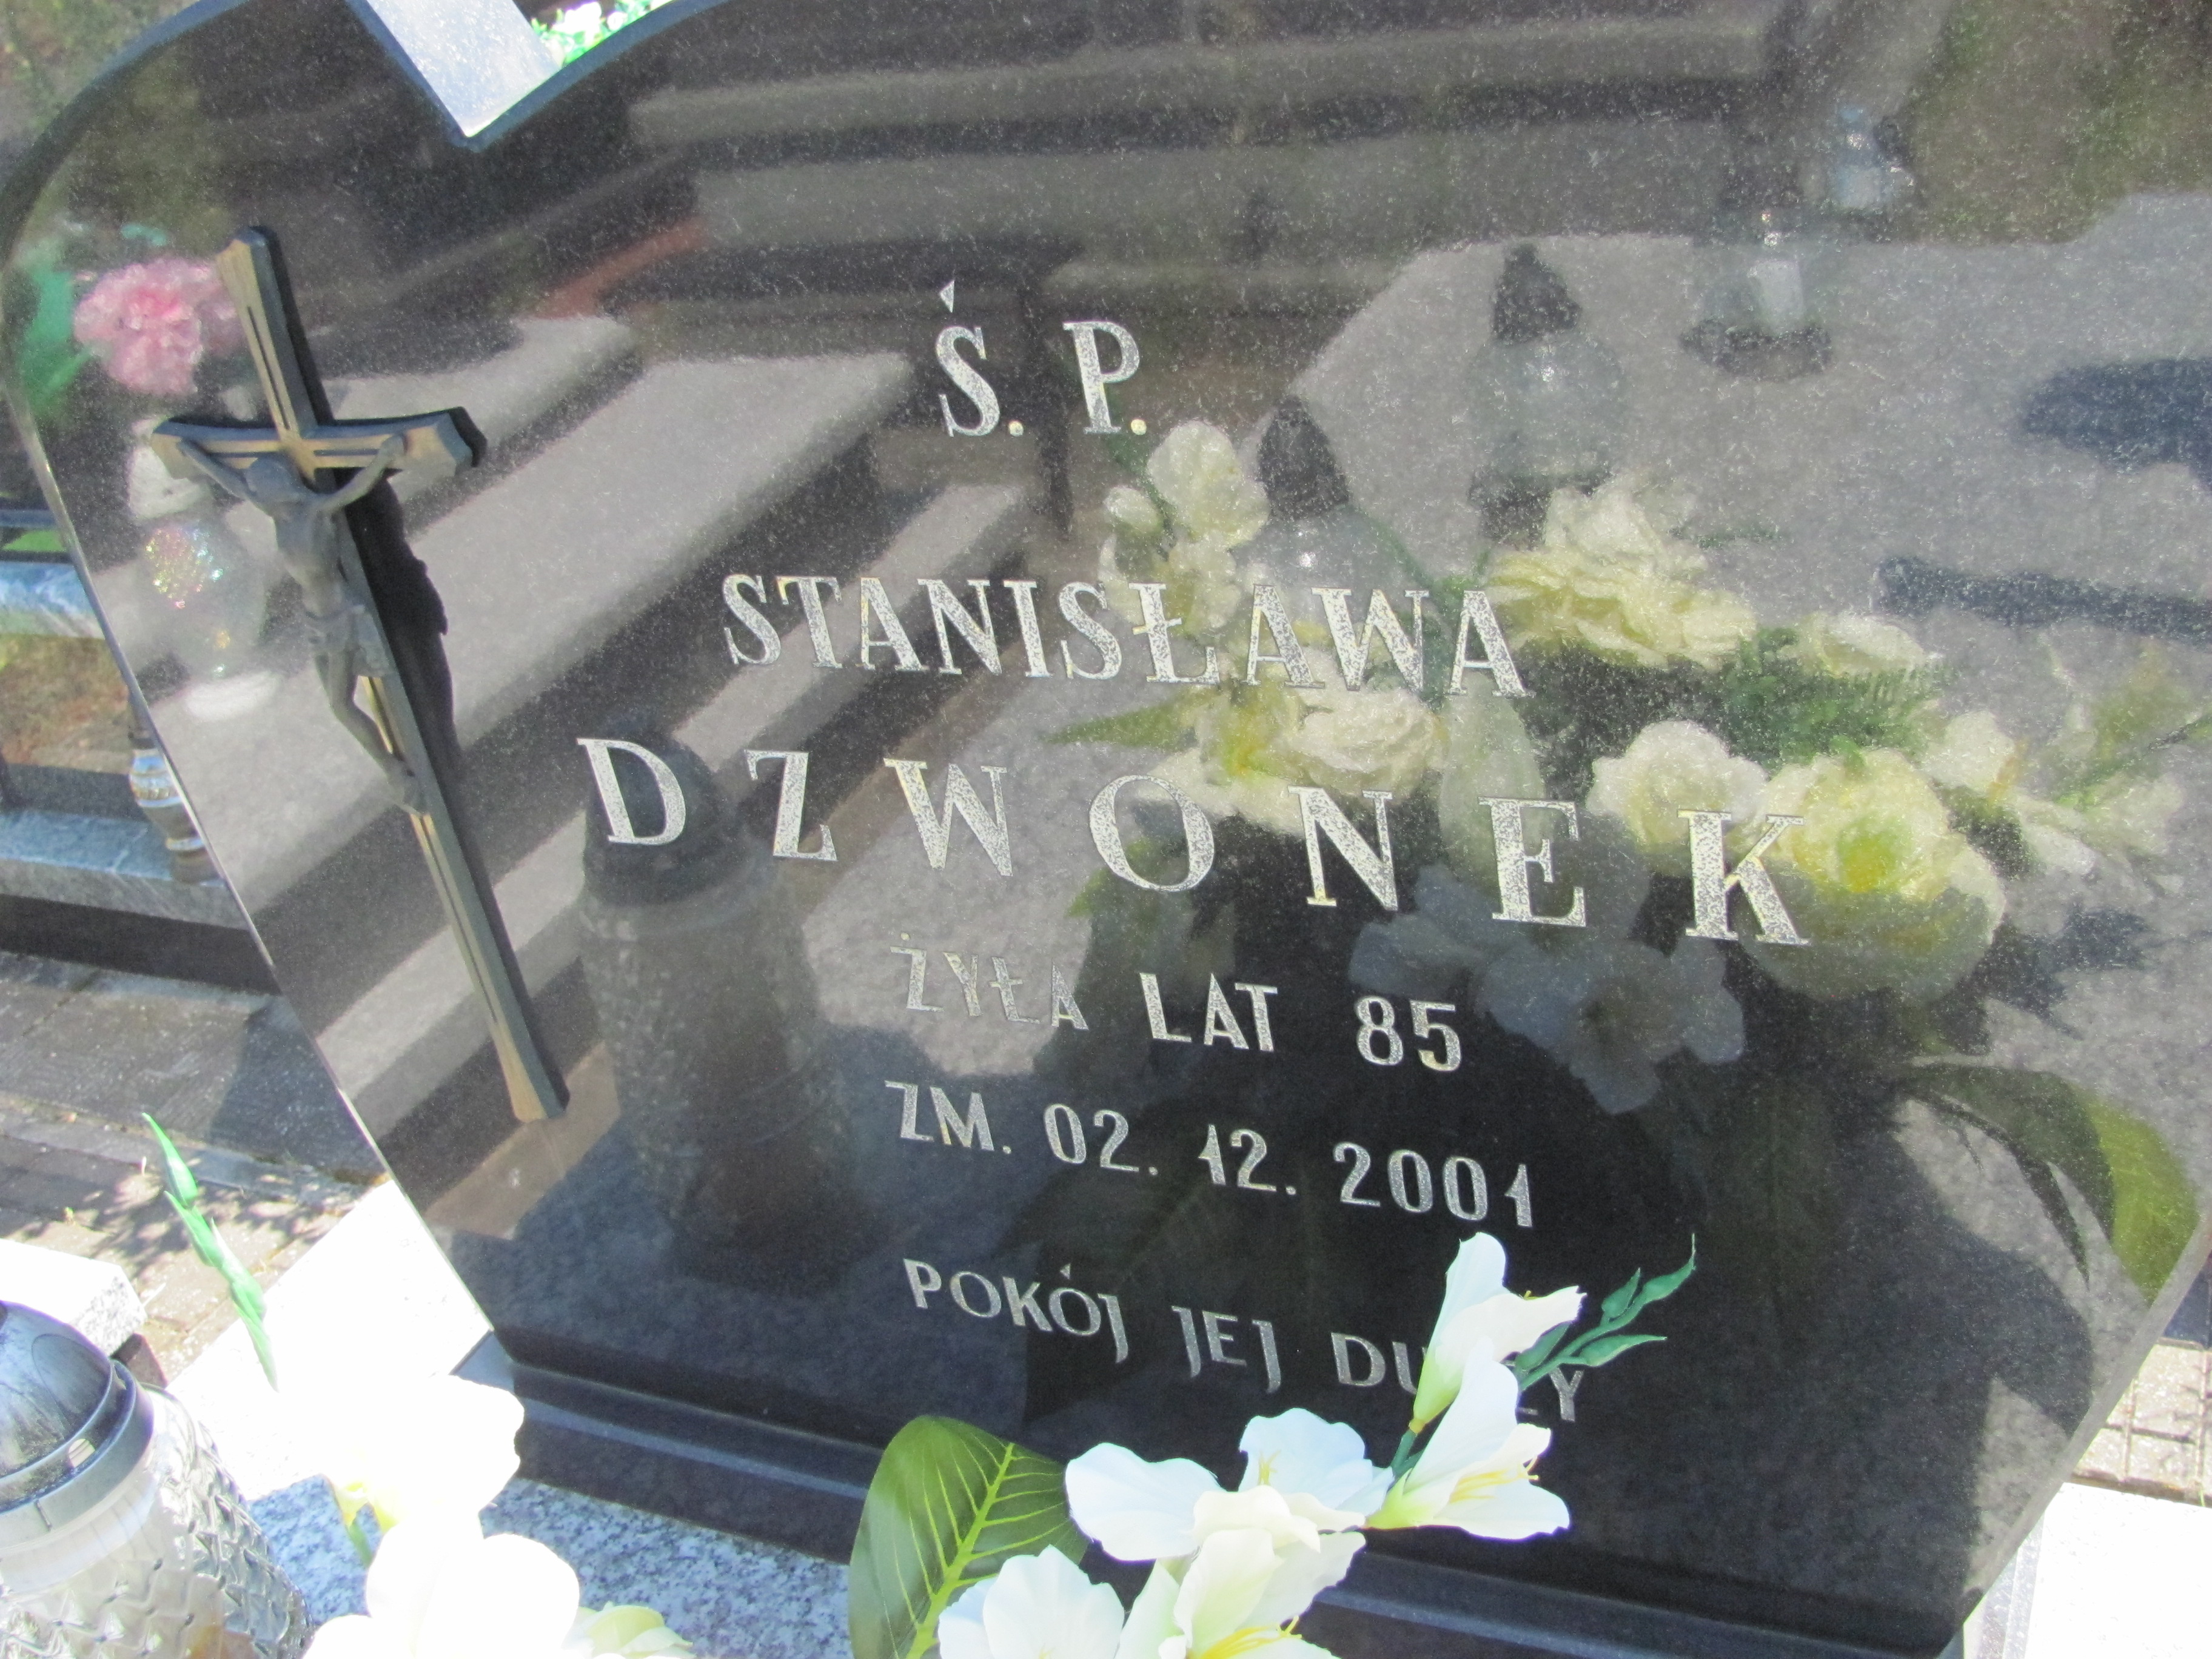 Ś. P.
STANISŁAWA
DZWONEK
ŻYŁA LAT 85
ZM. 02. 12. 2001
POKÓJ JEJ